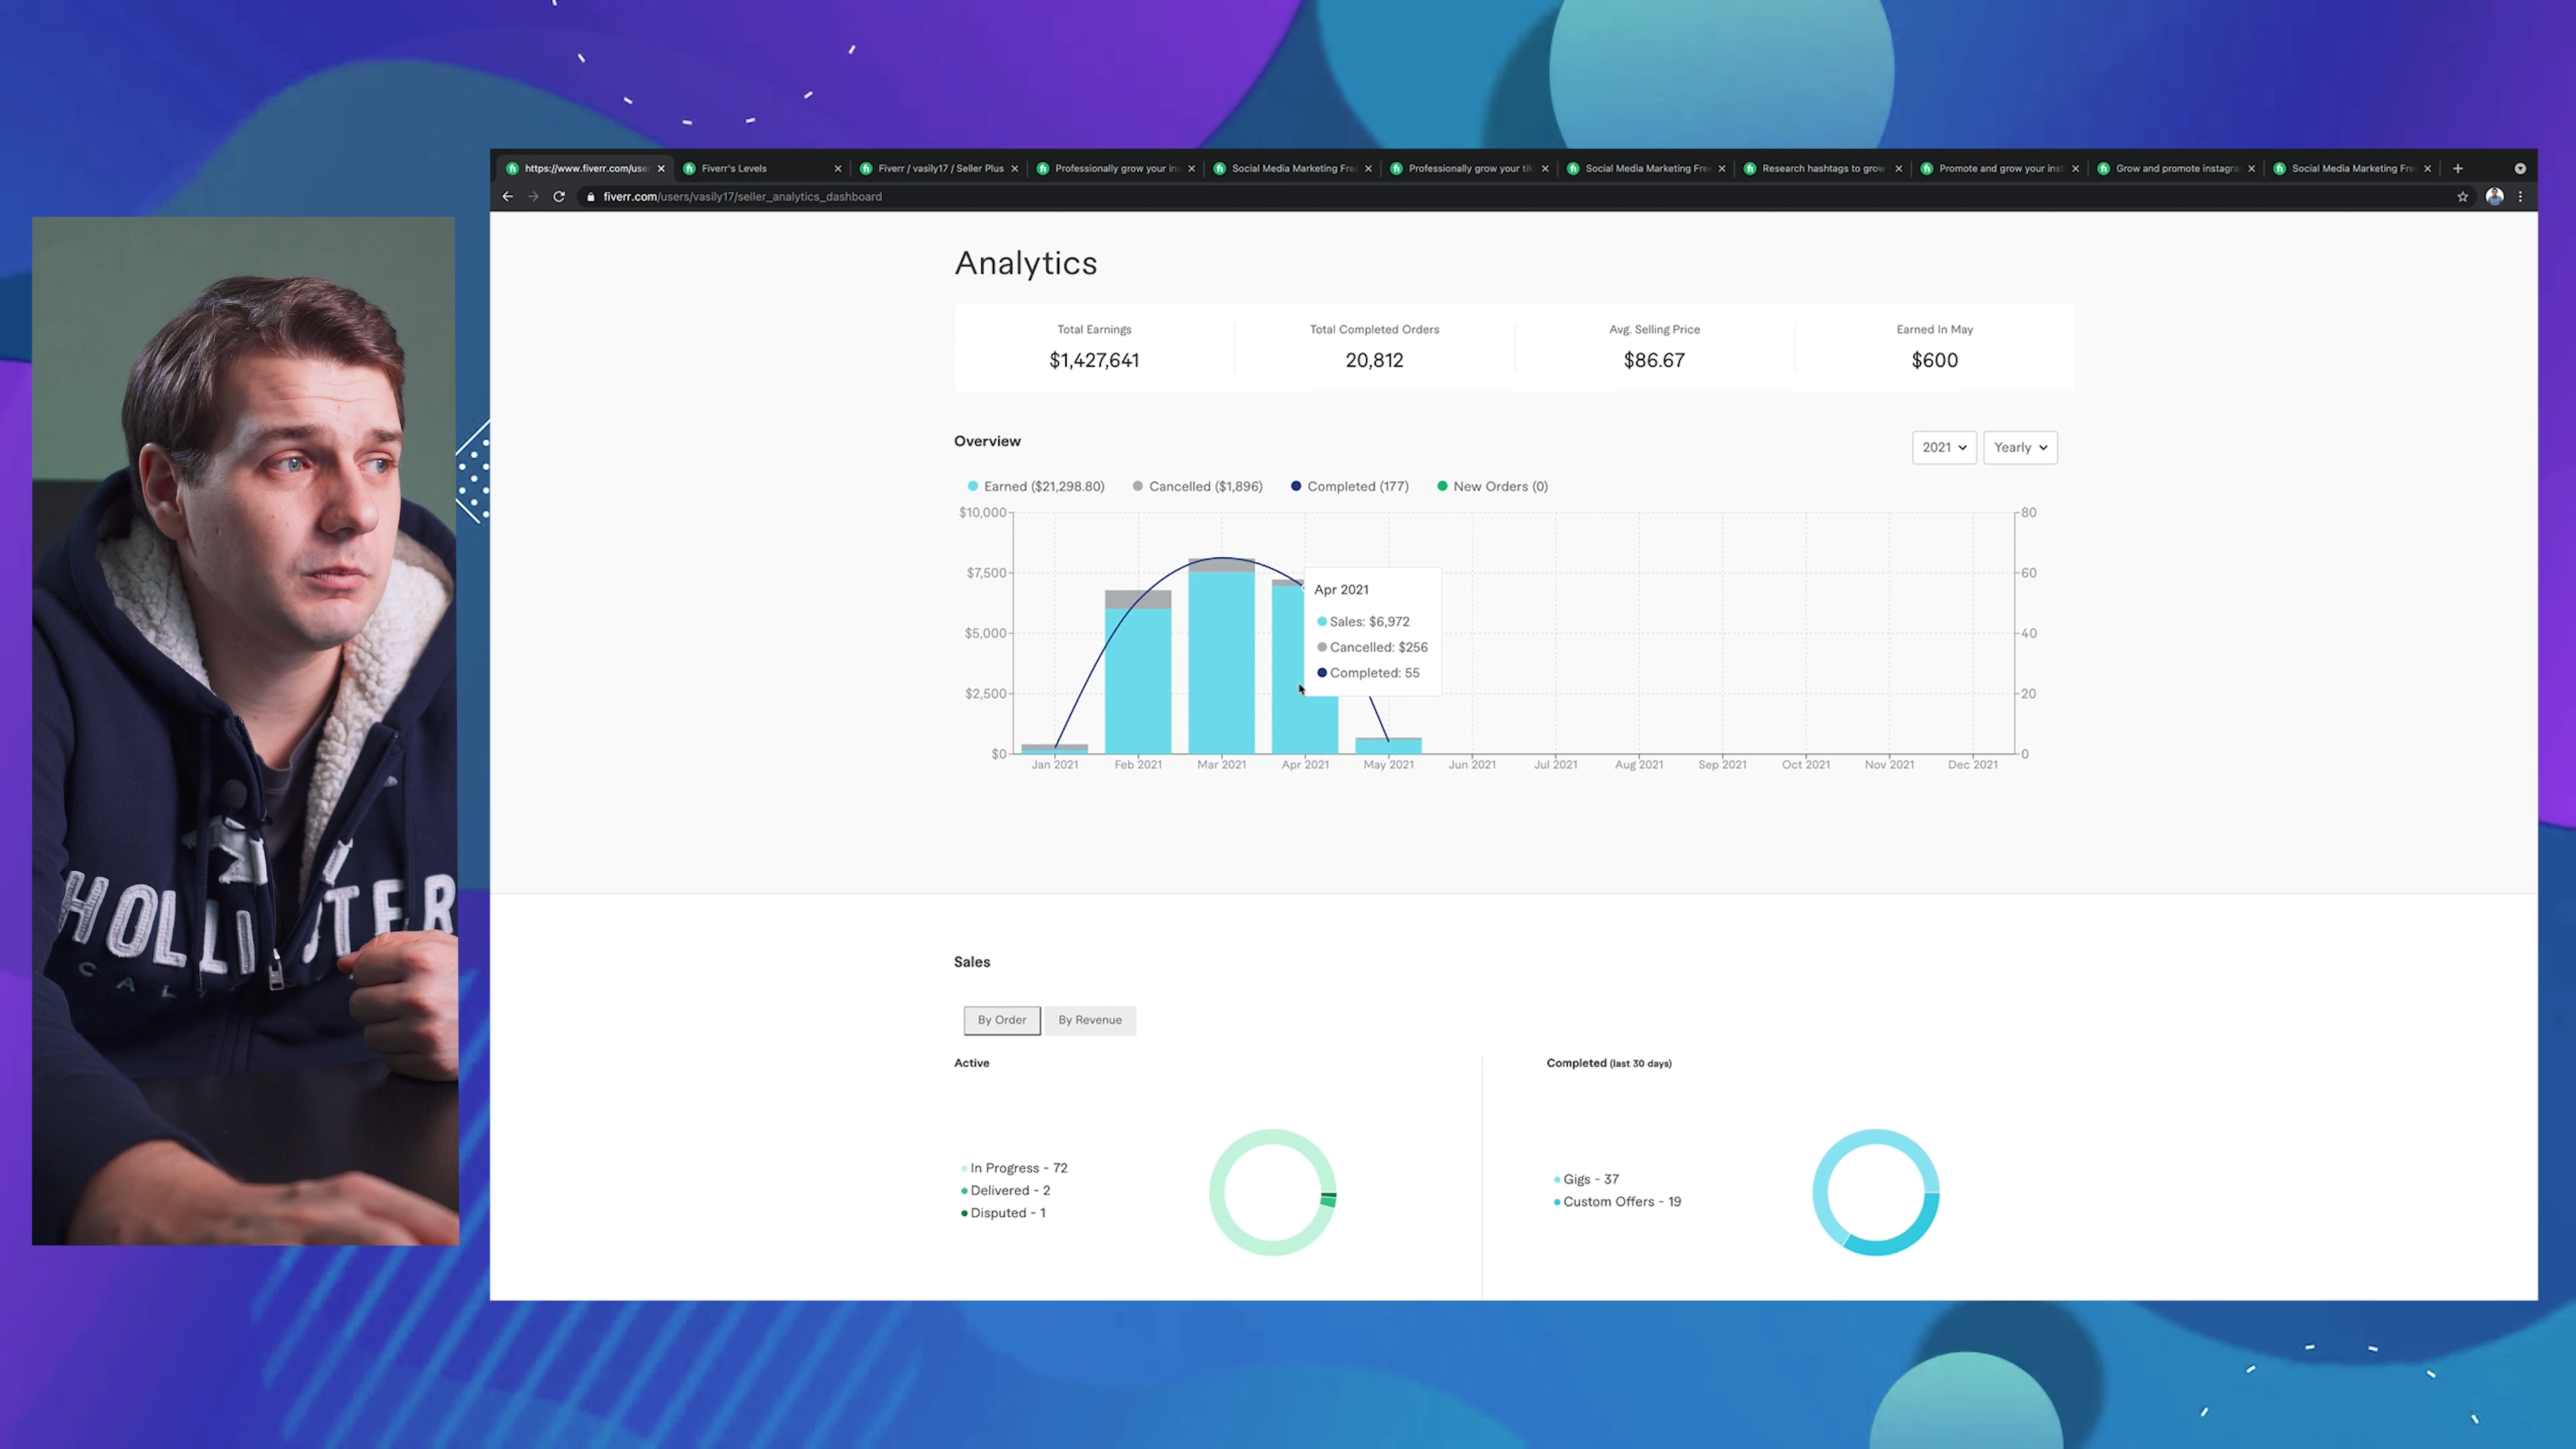 https://www.fiverr.com/use
Fiverr's Levels
Fiverr / vasily17 / Seller Plus
Professionally grow your in
Social Media Marketing Fre
Professionally grow your tik
Social Media Marketing Fre
Research hashtags to grow
Promote and grow your inst
Grow and promote instagra
Social Media Marketing Fre
fiverr.com/users/vasily17/seller_analytics_dashboard
Analytics
Total Earnings
$1,427,641
Total Completed Orders
20,812
Avg. Selling Price
$86.67
Earned In May
$600
Overview
2021
Yearly
Earned ($21,298.80)
Cancelled ($1,896)
Completed (177)
New Orders (0)
$10,000
$7,500
$5,000
$2,500
$0
80
60
40
20
0
Apr 2021
Sales: $6,972
Cancelled: $256
Completed: 55
Jan 2021
Feb 2021
Mar 2021
Apr 2021
May 2021
Jun 2021
Jul 2021
Aug 2021
Sep 2021
Oct 2021
Nov 2021
Dec 2021
Sales
By Order
By Revenue
Active
In Progress - 72
Delivered - 2
Disputed - 1
Completed (last 30 days)
Gigs - 37
Custom Offers - 19
HOLLISTER
CAL